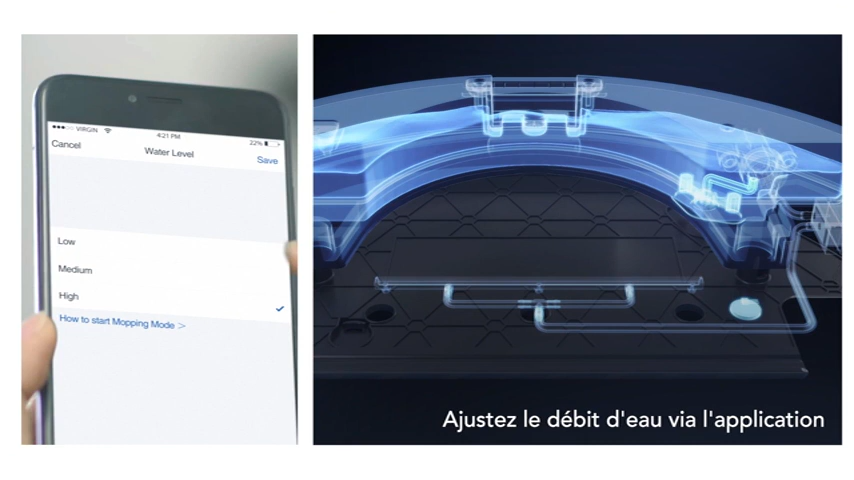 VIRGIN
4:21 PM
22%
Cancel
Water Level
Save
Low
Medium
High
How to start Mopping Mode >
Ajustez le débit d'eau via l'application